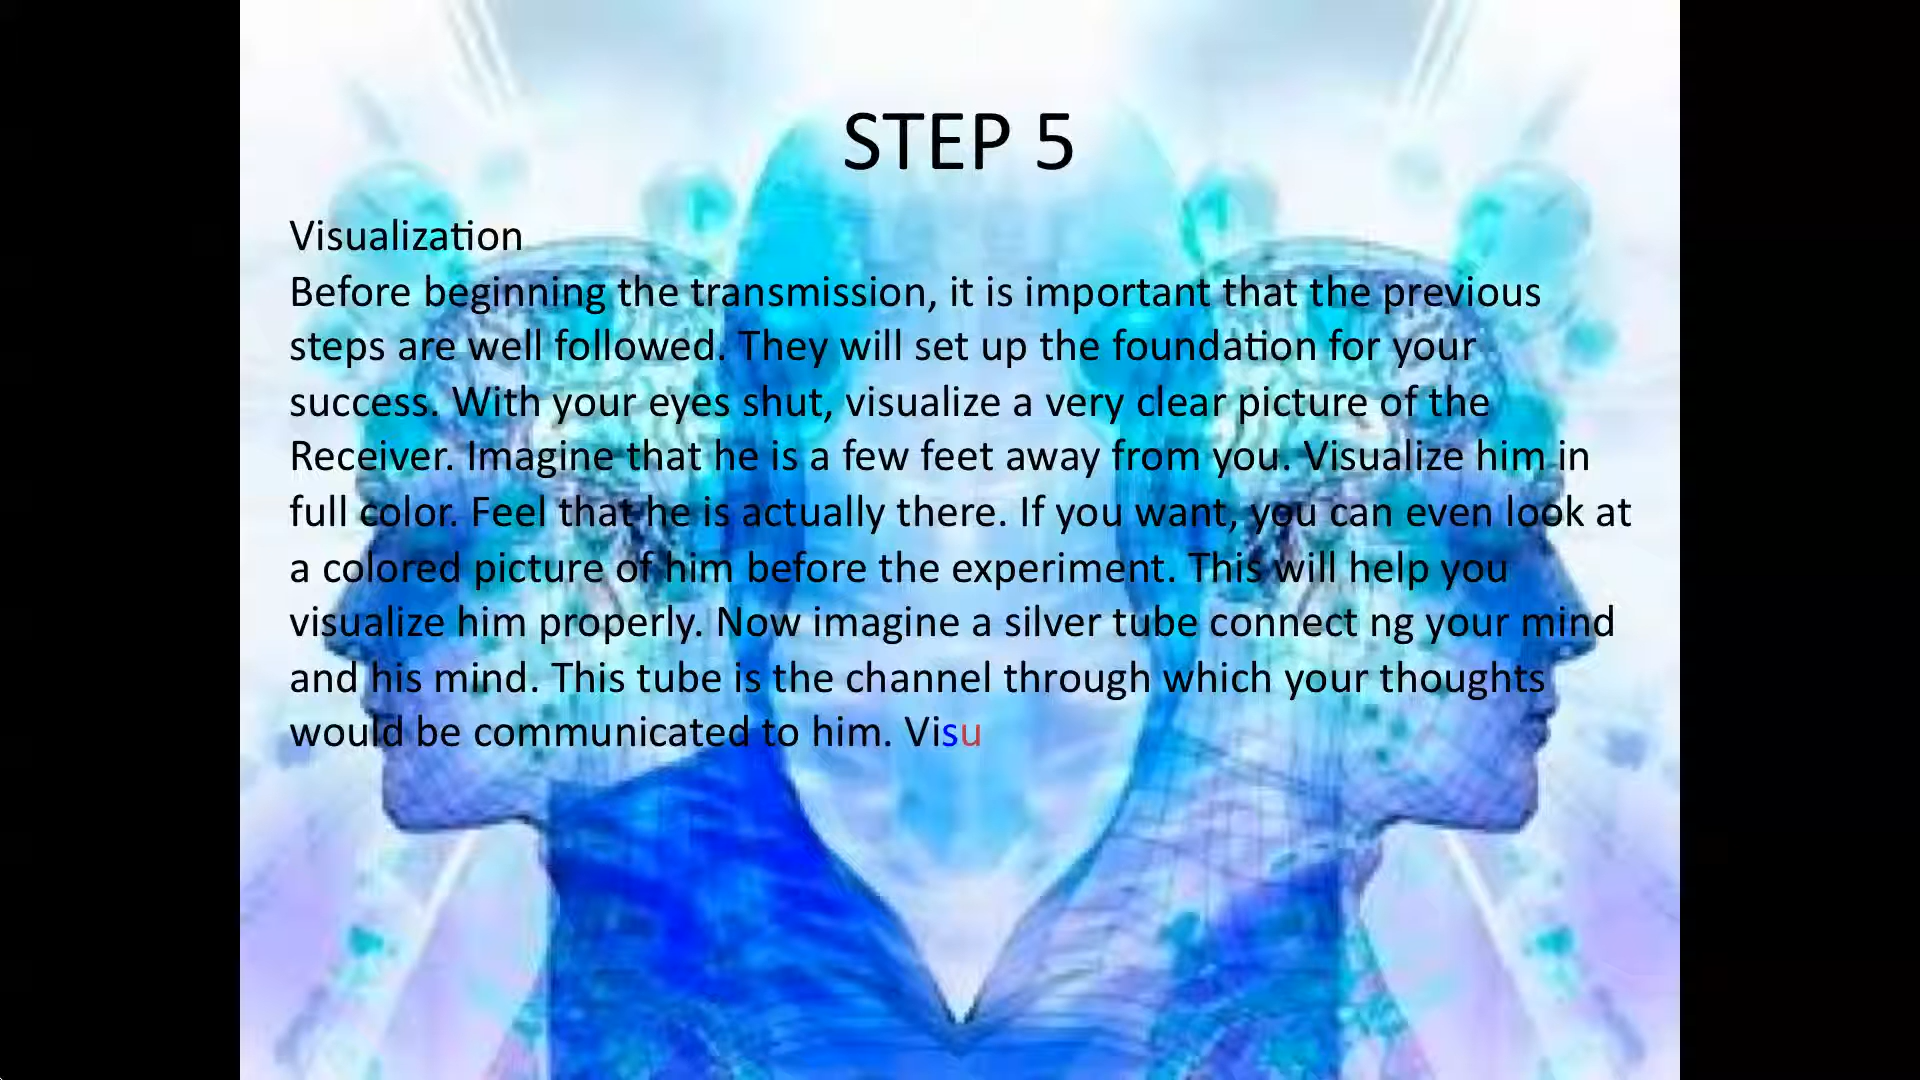 STEP 5
Visualization
Before beginning the transmission, it is important that the previous
steps are well followed. They will set up the foundation for your
success. With your eyes shut, visualize a very clear picture of the
Receiver. Imagine that he is a few feet away from you. Visualize him in
full color. Feel that he is actually there. If you want, you can even look at
a colored picture of him before the experiment. This will help you
visualize him properly. Now imagine a silver tube connect ng your mind
and his mind. This tube is the channel through which your thoughts
would be communicated to him. Visu